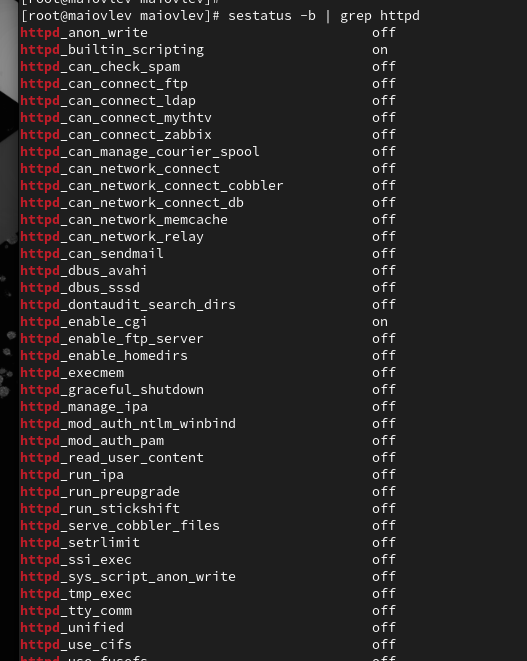 [root@maiovlev maiovlev]#
[root@maiovlev maiovlev]# sestatus -b | grep httpd
httpd_anon_write off
httpd_builtin_scripting on
httpd_can_check_spam off
httpd_can_connect_ftp off
httpd_can_connect_ldap off
httpd_can_connect_mythtv off
httpd_can_connect_zabbix off
httpd_can_manage_courier_spool off
httpd_can_network_connect off
httpd_can_network_connect_cobbler off
httpd_can_network_connect_db off
httpd_can_network_memcache off
httpd_can_network_relay off
httpd_can_sendmail off
httpd_dbus_avahi off
httpd_dbus_sssd off
httpd_dontaudit_search_dirs off
httpd_enable_cgi on
httpd_enable_ftp_server off
httpd_enable_homedirs off
httpd_execmem off
httpd_graceful_shutdown off
httpd_manage_ipa off
httpd_mod_auth_ntlm_winbind off
httpd_mod_auth_pam off
httpd_read_user_content off
httpd_run_ipa off
httpd_run_preupgrade off
httpd_run_stickshift off
httpd_serve_cobbler_files off
httpd_setrlimit off
httpd_ssi_exec off
httpd_sys_script_anon_write off
httpd_tmp_exec off
httpd_tty_comm off
httpd_unified off
httpd_use_cifs off
httpd_use_fusefs off